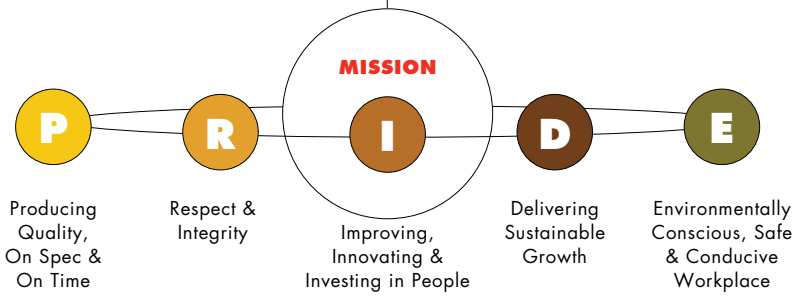 MISSION
P
R
I
D
E
Producing
Quality,
On Spec &
On Time
Respect &
Integrity
Improving,
Innovating &
Investing in People
Delivering
Sustainable
Growth
Environmentally
Conscious, Safe
& Conducive
Workplace